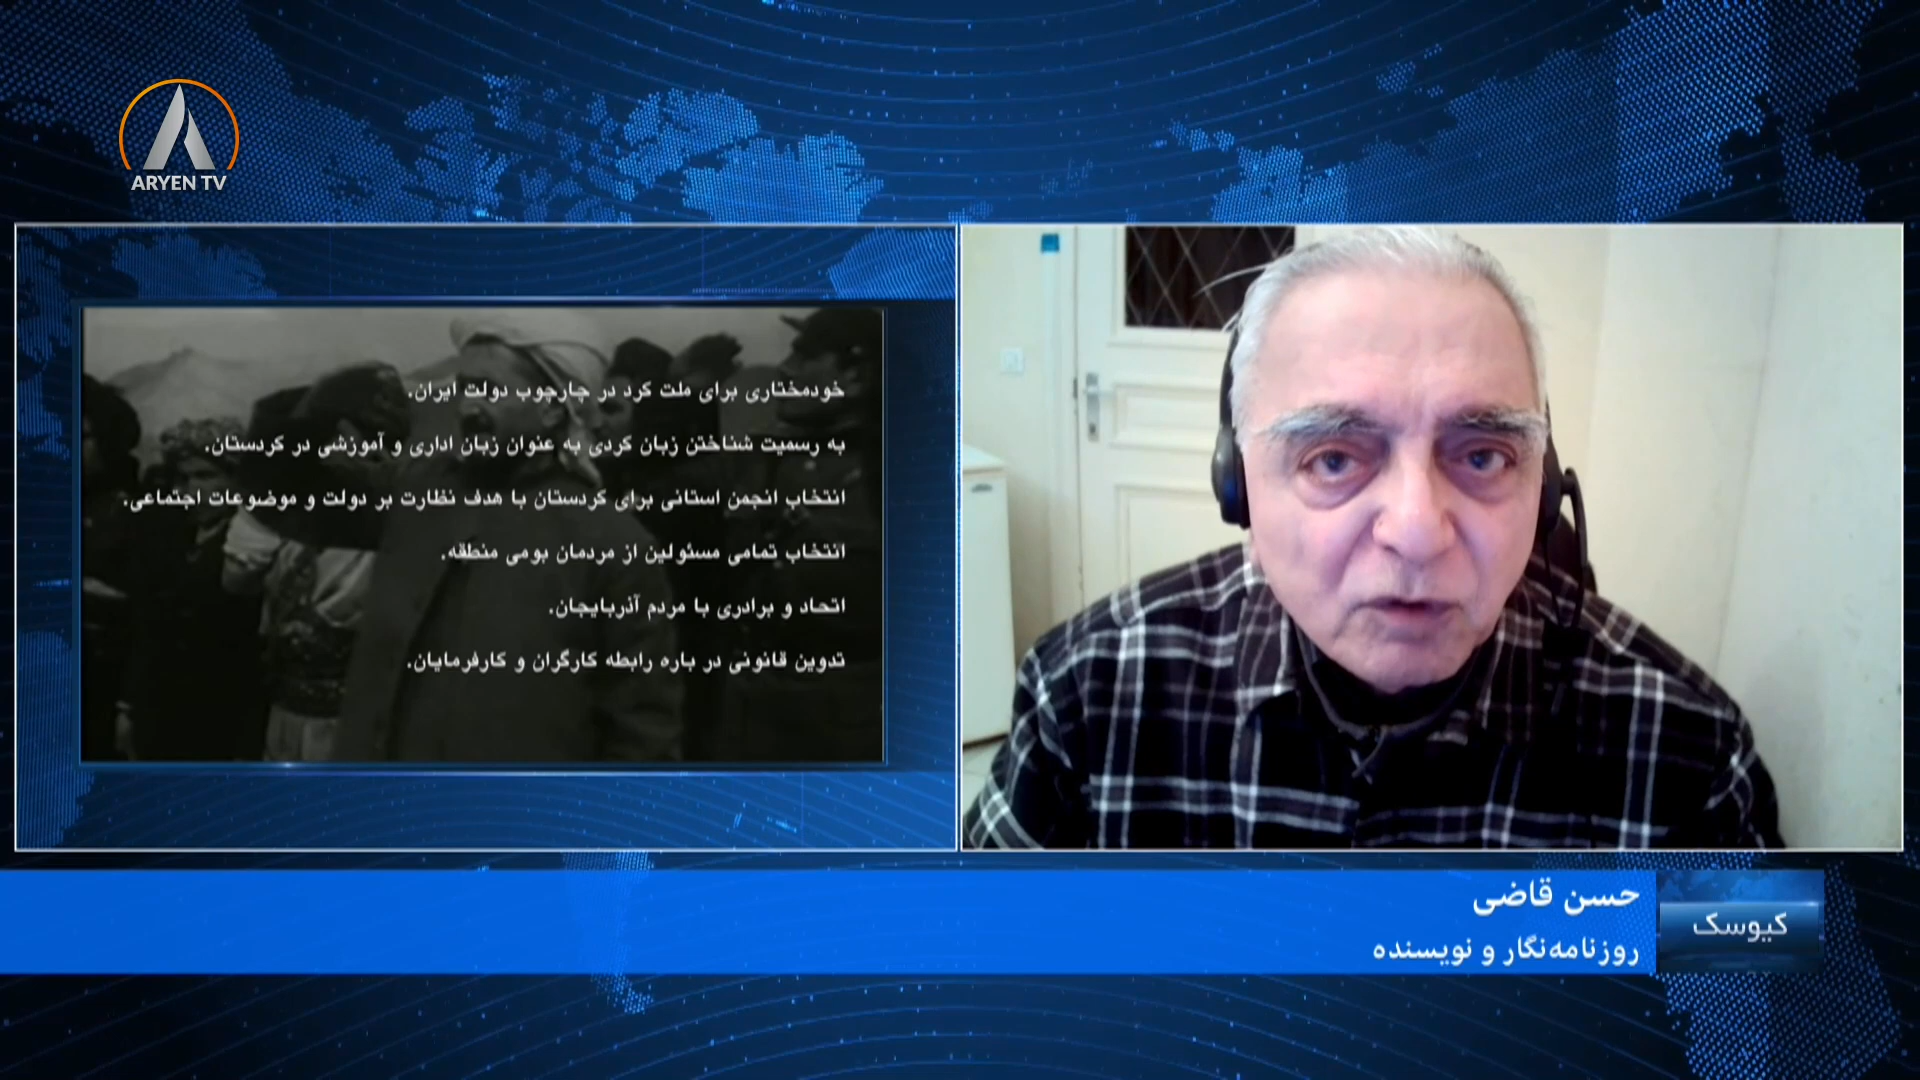 ARYEN TV
خودمختاری برای ملت کرد در چارچوب دولت ایران.
به رسمیت شناختن زبان کردی به عنوان زبان اداری و آموزشی در کردستان.
انتخاب انجمن استانی برای کردستان با هدف نظارت بر دولت و موضوعات اجتماعی.
انتخاب تمامی مسئولین از مردمان بومی منطقه.
اتحاد و برادری با مردم آذربایجان.
تدوین قانونی در باره رابطه کارگران و کارفرمایان.
حسن قاضی
روزنامه‌نگار و نویسنده
کیوسک